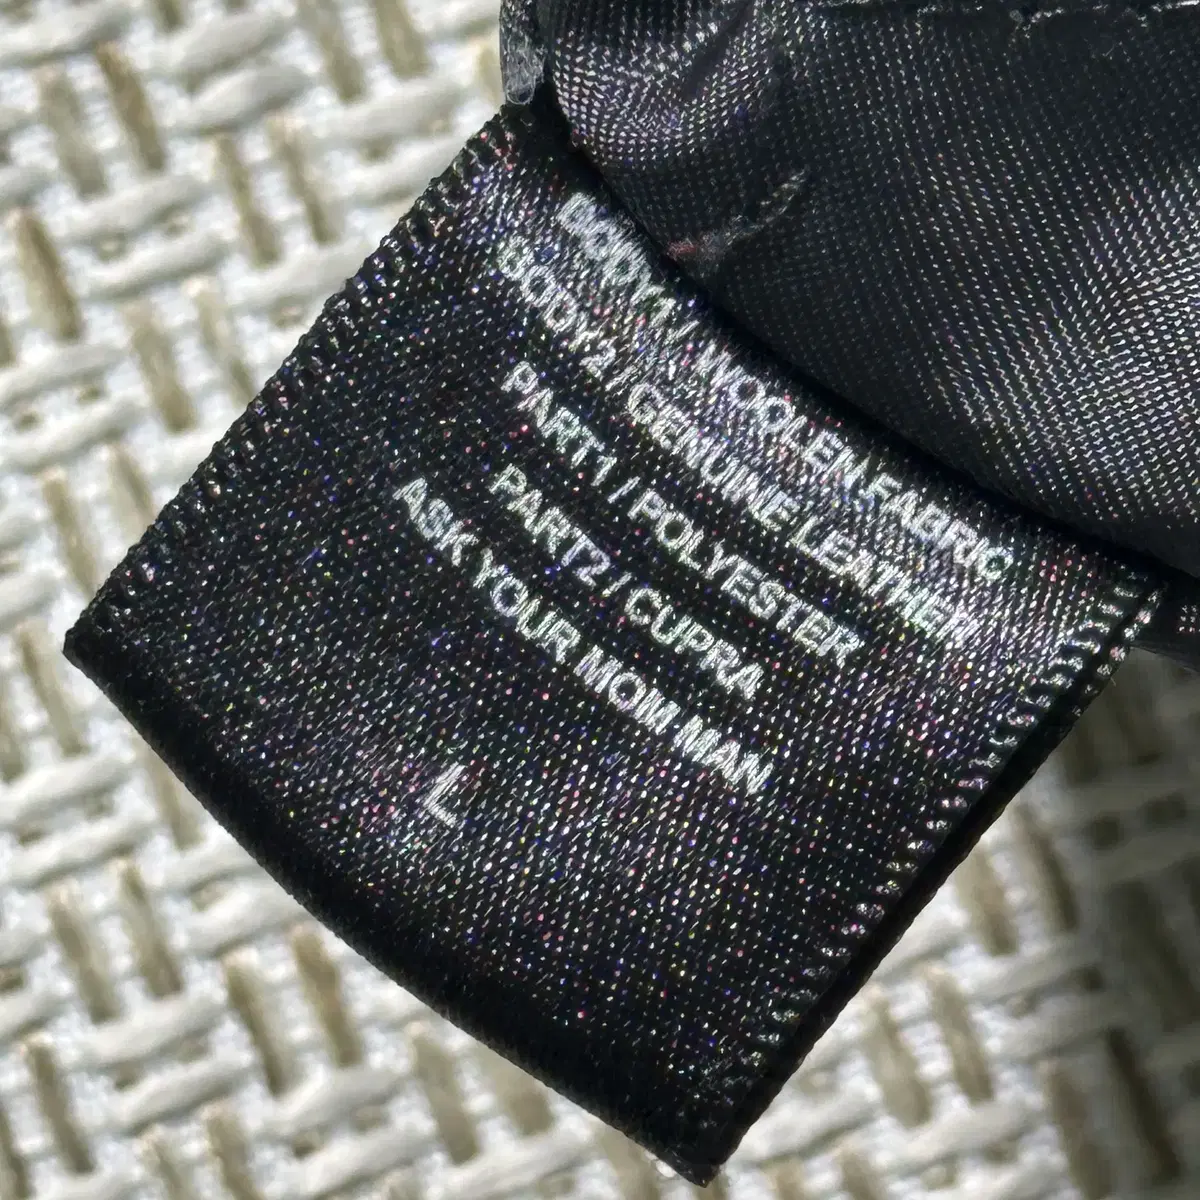 BODY1 / WOOLEN FABRIC
BODY2 / GENUINE LEATHER
PART1 / POLYESTER
PART2 / CUPRA
ASK YOUR MOM MAN
L